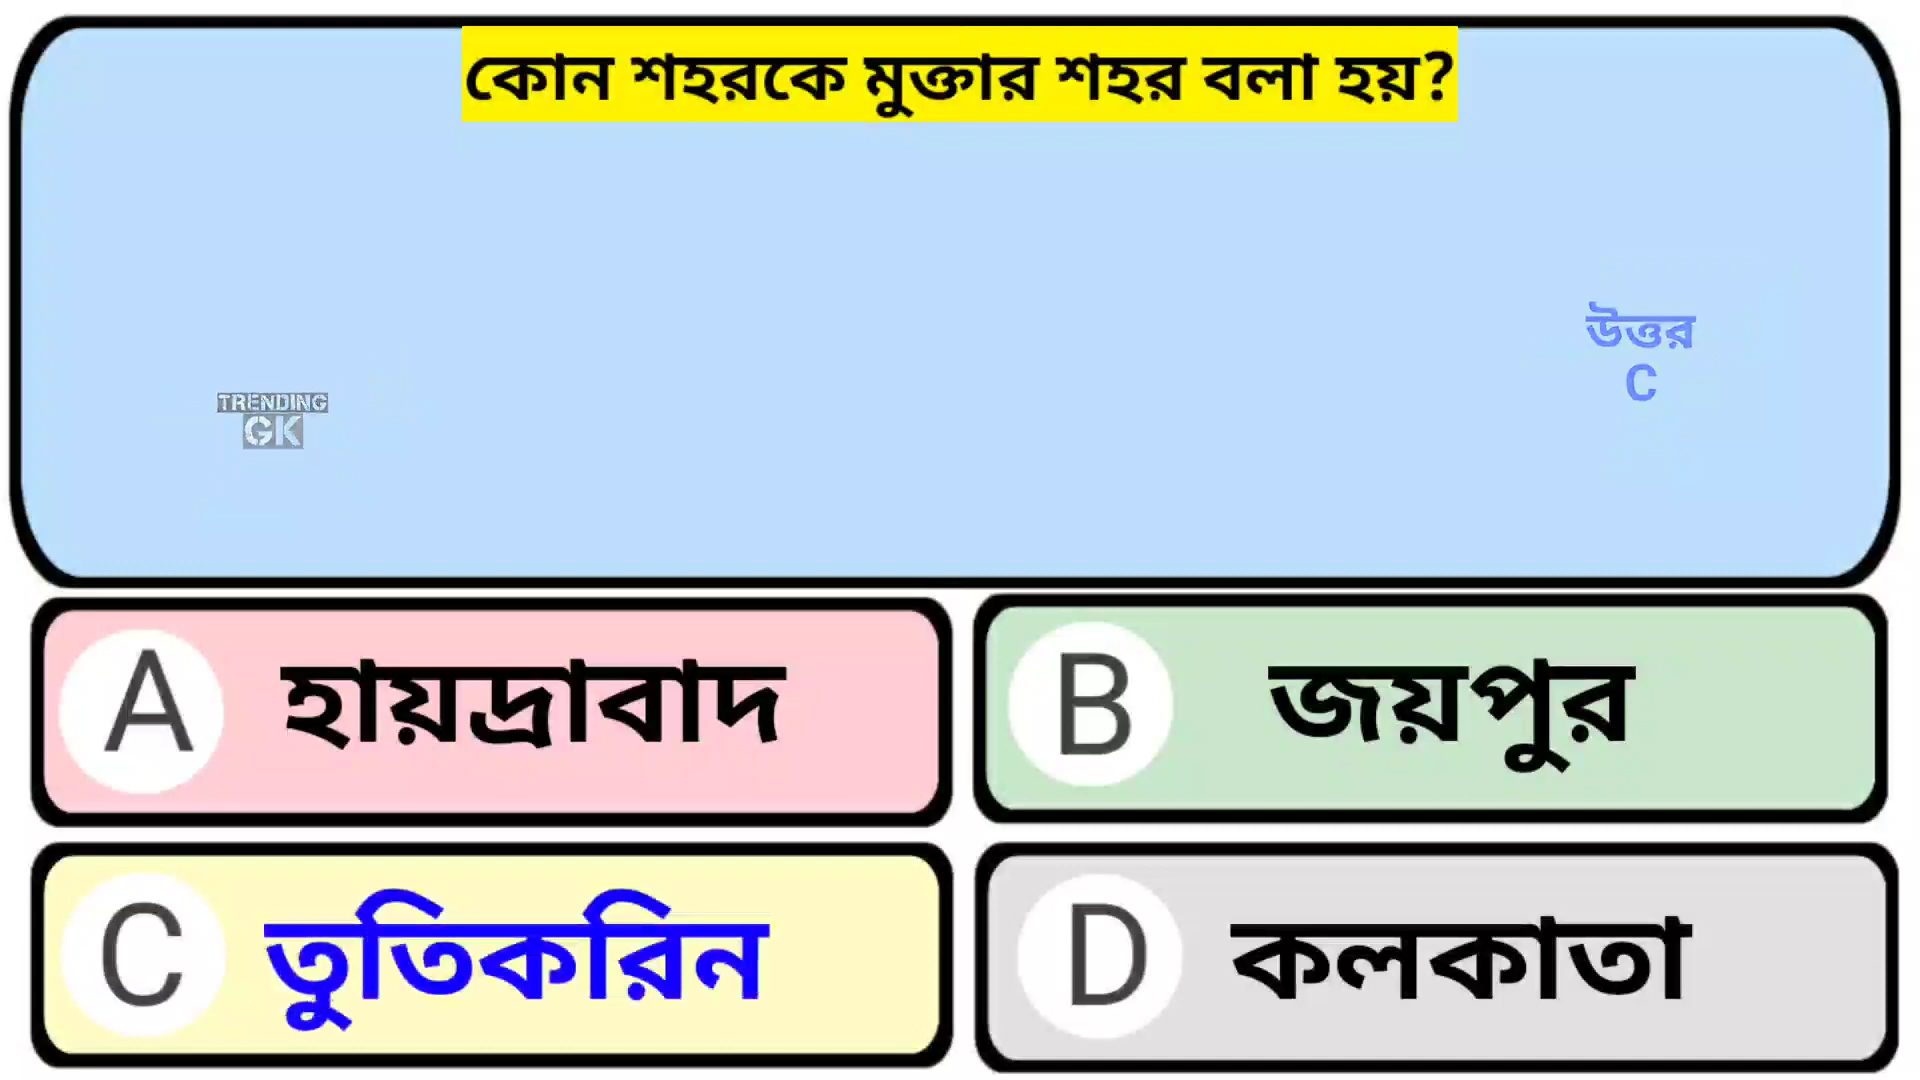 কোন শহরকে মুক্তার শহর বলা হয়?
উত্তর
C
TRENDING
GK
A হায়দ্রাবাদ
B জয়পুর
C তুতিকরিন
D কলকাতা